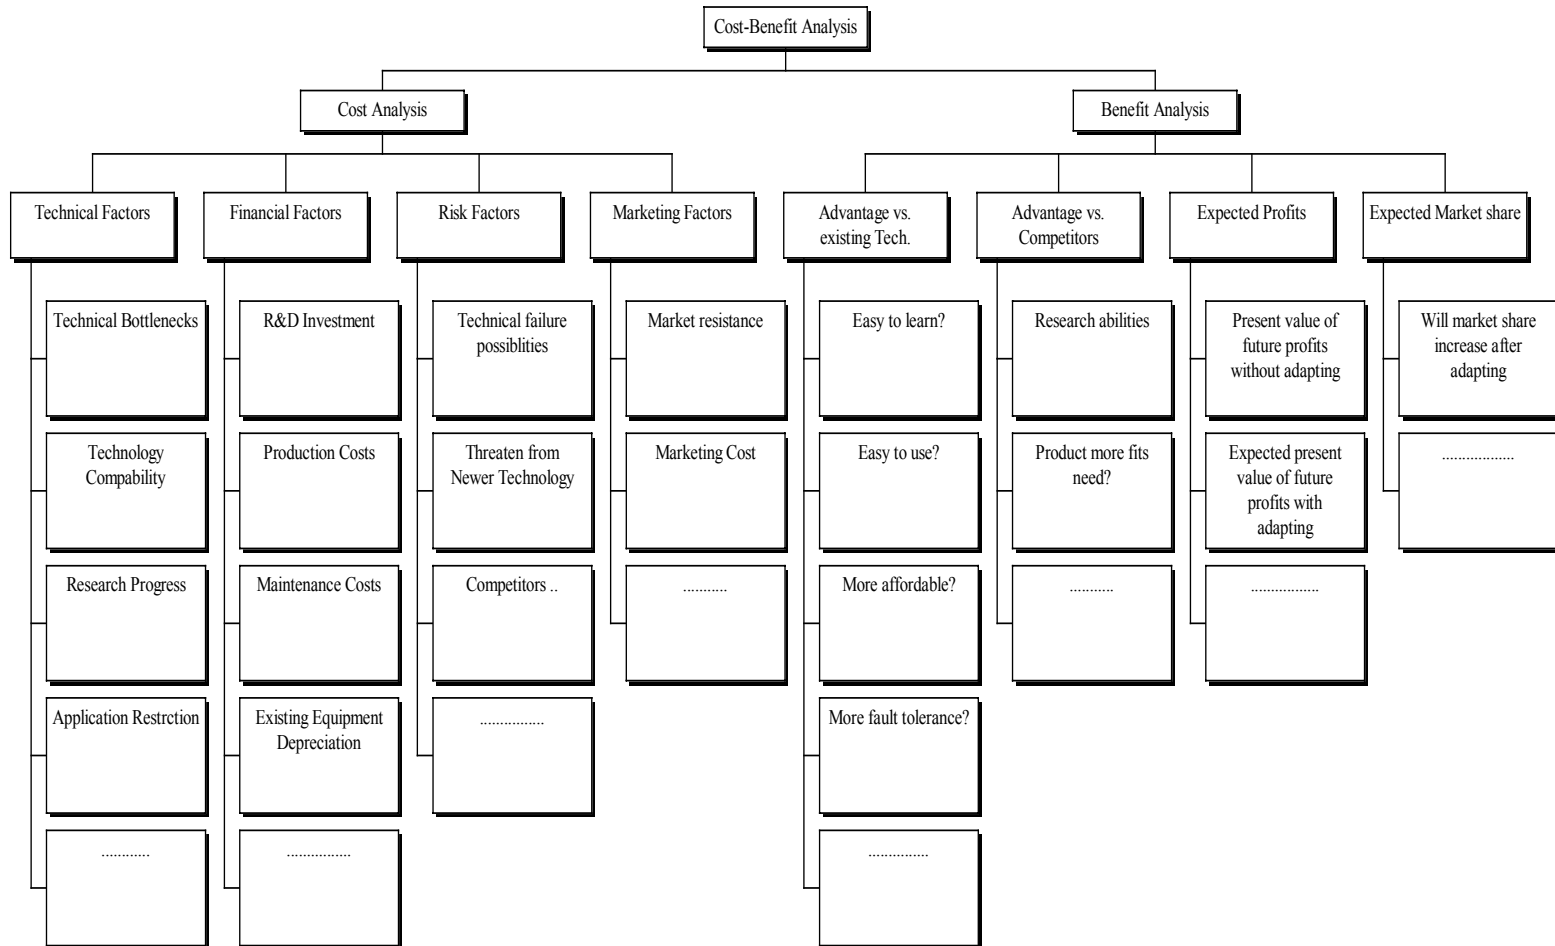 Cost-Benefit Analysis
Cost Analysis
Benefit Analysis
Technical Factors
Financial Factors
Risk Factors
Marketing Factors
Advantage vs.
existing Tech.
Advantage vs.
Competitors
Expected Profits
Expected Market share
Technical Bottlenecks
R&D Investment
Technical failure
possiblities
Market resistance
Easy to learn?
Research abilities
Present value of
future profits
without adapting
Will market share
increase after
adapting
Technology
Compability
Production Costs
Threaten from
Newer Technology
Marketing Cost
Easy to use?
Product more fits
need?
Expected present
value of future
profits with
adapting
..................
Research Progress
Maintenance Costs
Competitors ..
...........
More affordable?
...........
.................
Application Restrction
Existing Equipment
Depreciation
................
More fault tolerance?
............
................
...............